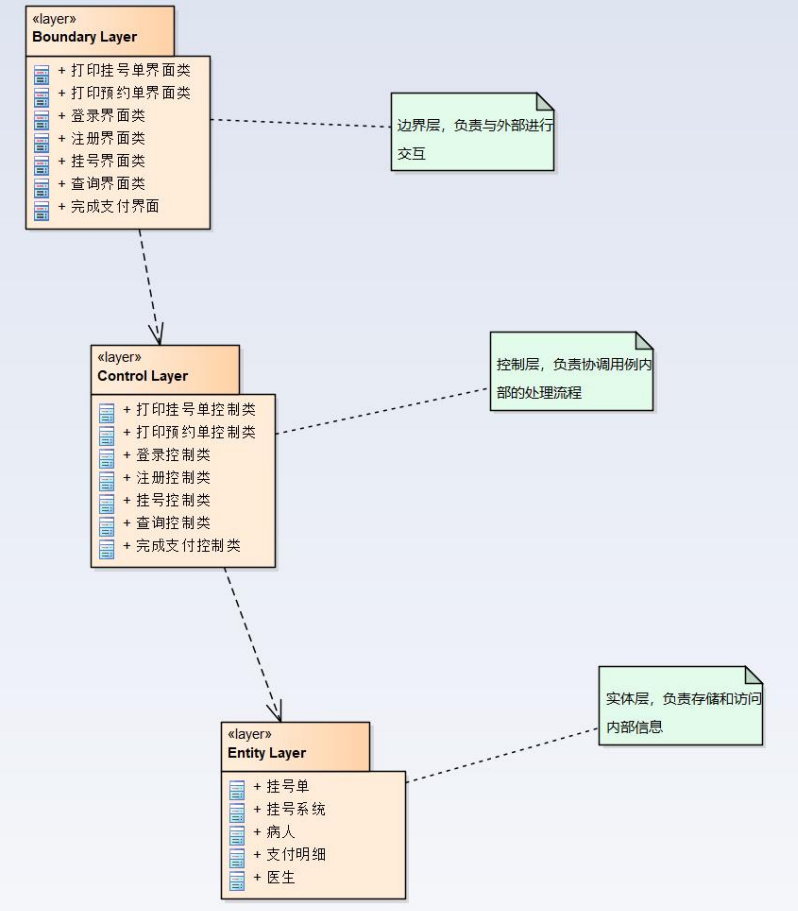 «layer»
Boundary Layer
+ 打印挂号单界面类
+ 打印预约单界面类
+ 登录界面类
+ 注册界面类
+ 挂号界面类
+ 查询界面类
+ 完成支付界面
边界层，负责与外部进行
交互
«layer»
Control Layer
+ 打印挂号单控制类
+ 打印预约单控制类
+ 登录控制类
+ 注册控制类
+ 挂号控制类
+ 查询控制类
+ 完成支付控制类
控制层，负责协调用例内
部的处理流程
«layer»
Entity Layer
+ 挂号单
+ 挂号系统
+ 病人
+ 支付明细
+ 医生
实体层，负责存储和访问
内部信息